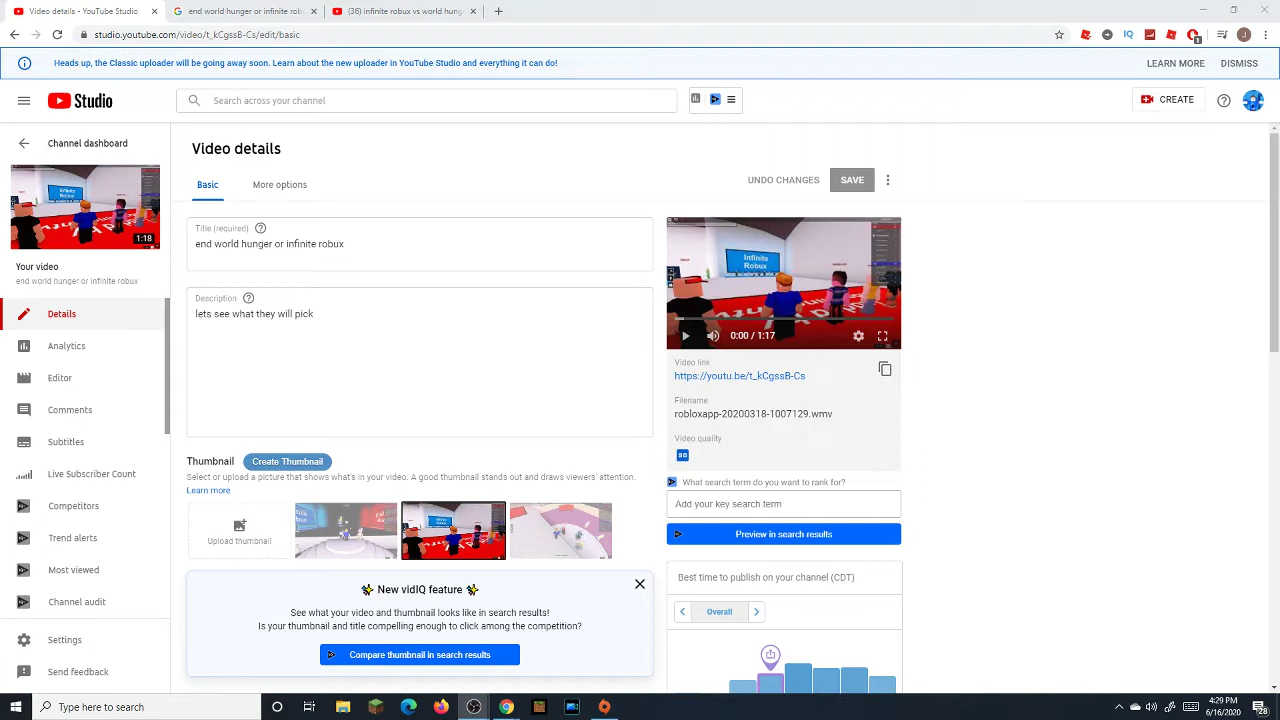 Video details - YouTube Studio
end world hunger or infinite rob
(36) infinite robux vs world hung
studio.youtube.com/video/t_kCgssB-Cs/edit/basic
Heads up, the Classic uploader will be going away soon. Learn about the new uploader in YouTube Studio and everything it can do!
LEARN MORE
DISMISS
Studio
Search across your channel
CREATE
Channel dashboard
Video details
Basic
More options
UNDO CHANGES
SAVE
Infinite
Robux
1:18
Your video
end world hunger or infinite robux
Title (required)
end world hunger or infinite robux
Description
lets see what they will pick
Infinite
Robux
0:00 / 1:17
Video link
https://youtu.be/t_kCgssB-Cs
Filename
robloxapp-20200318-1007129.wmv
Video quality
SD
Details
Analytics
Editor
Comments
Subtitles
Live Subscriber Count
Competitors
Trend alerts
Most viewed
Channel audit
Settings
Send feedback
Thumbnail
Create Thumbnail
Select or upload a picture that shows what's in your video. A good thumbnail stands out and draws viewers' attention.
Learn more
Upload thumbnail
What search term do you want to rank for?
Add your key search term
Preview in search results
New vidIQ feature
See what your video and thumbnail looks like in search results!
Is your thumbnail and title compelling enough to click among the competition?
Compare thumbnail in search results
Best time to publish on your channel (CDT)
Overall
Type here to search
4:29 PM
6/16/2020
28